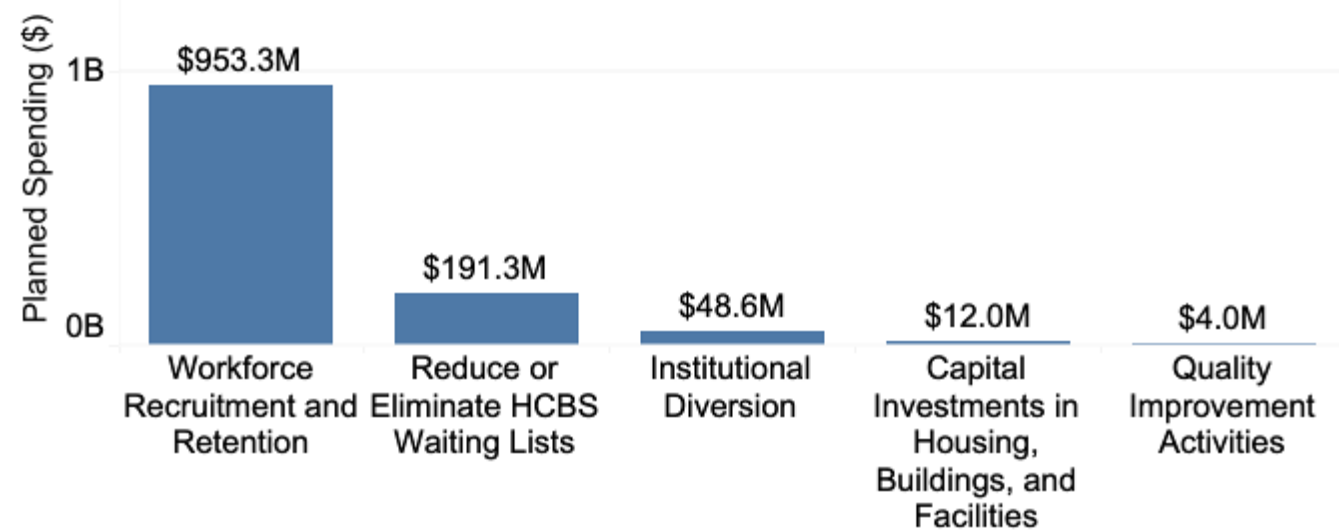 Planned Spending ($)
1B
0B
$953.3M
$191.3M
$48.6M
$12.0M
$4.0M
Workforce
Recruitment and
Retention
Reduce or
Eliminate HCBS
Waiting Lists
Institutional
Diversion
Capital
Investments in
Housing,
Buildings, and
Facilities
Quality
Improvement
Activities